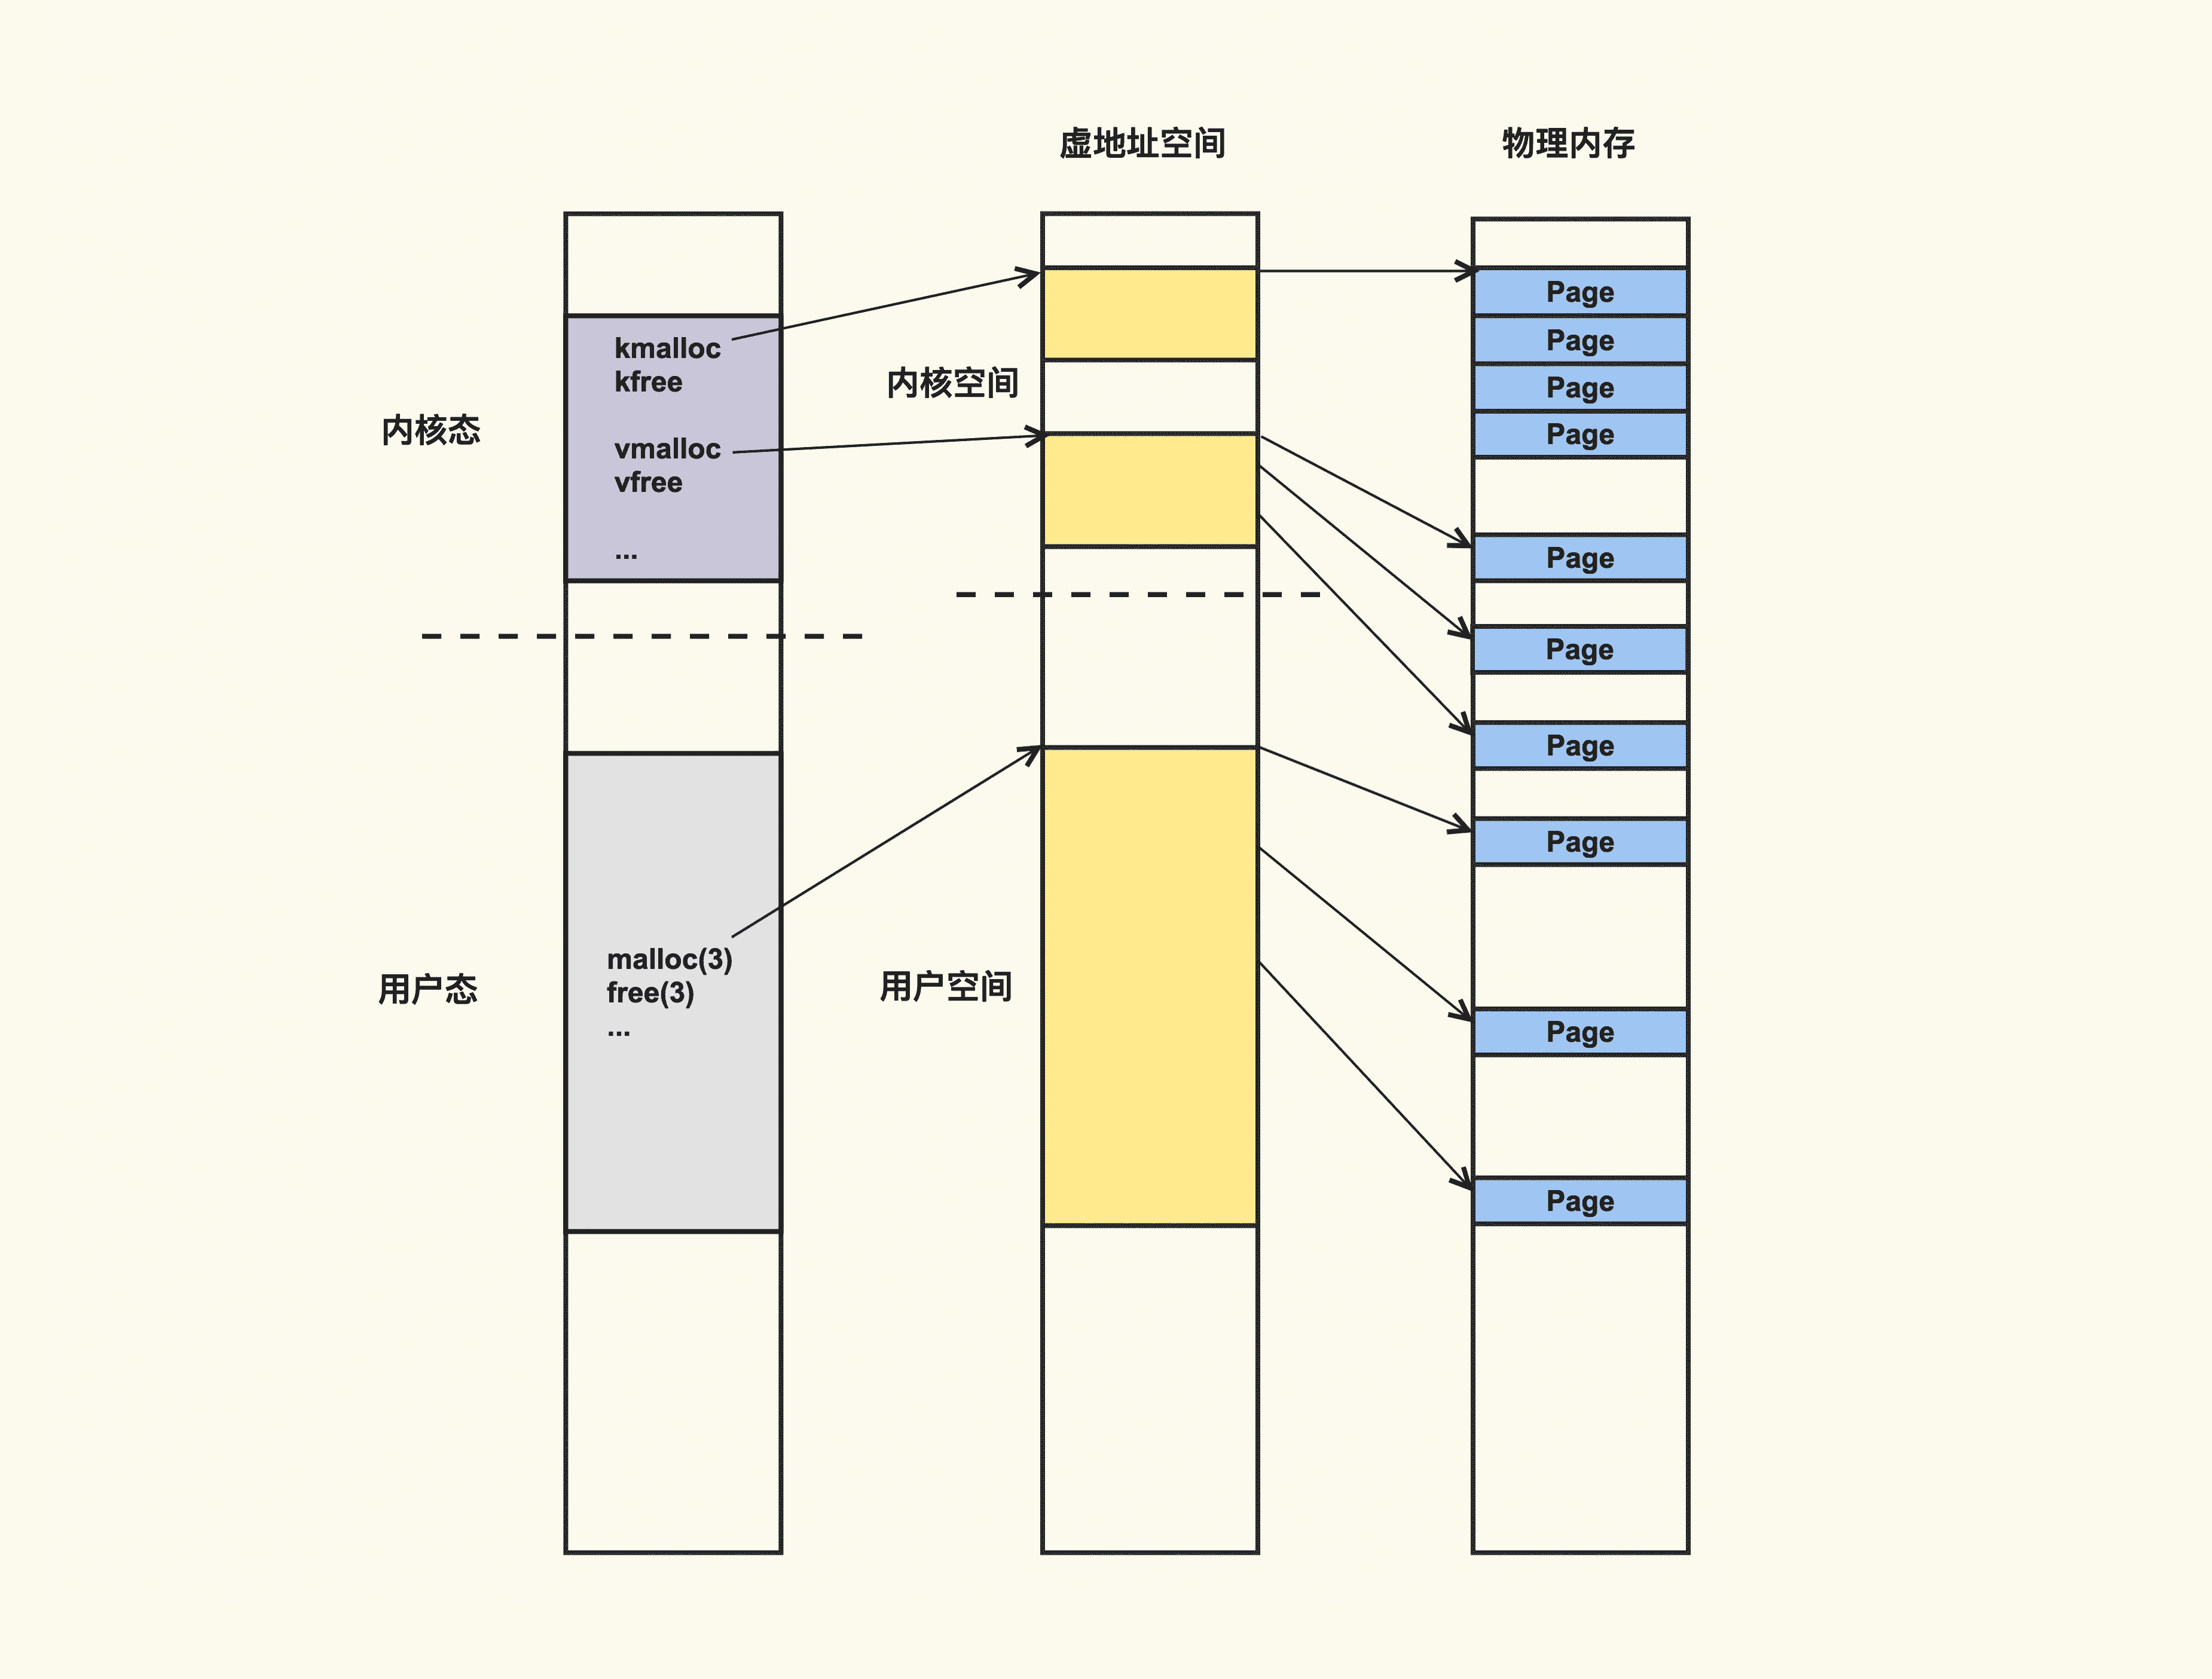 虚地址空间
物理内存
内核态
kmalloc
kfree
vmalloc
vfree
...
内核空间
Page
Page
Page
Page
Page
Page
Page
用户态
malloc(3)
free(3)
...
用户空间
Page
Page
Page